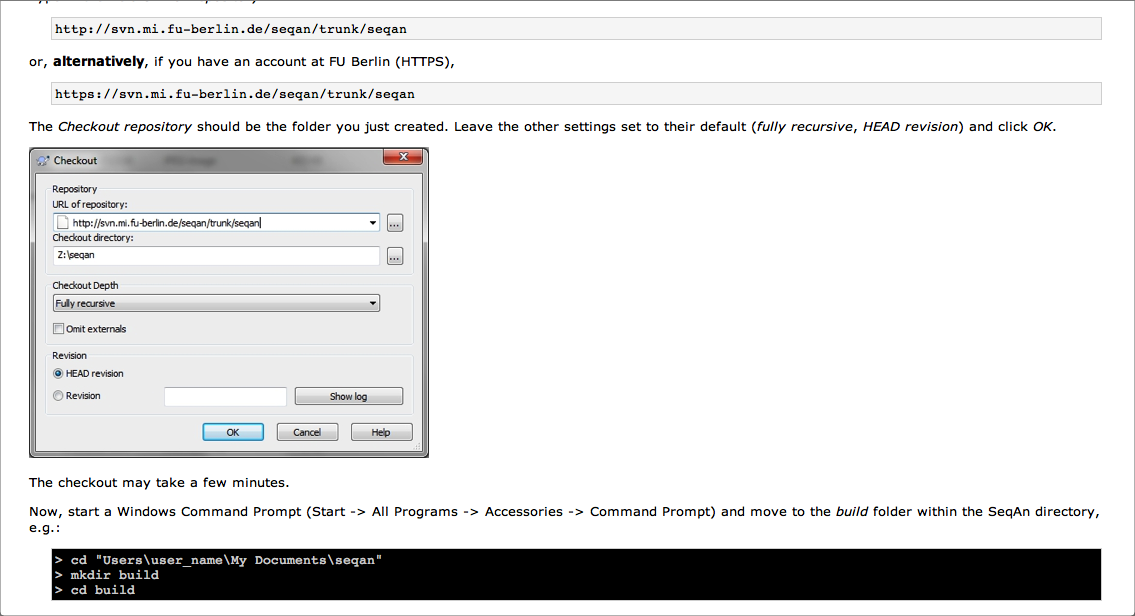 http://svn.mi.fu-berlin.de/seqan/trunk/seqan
or, alternatively, if you have an account at FU Berlin (HTTPS),
https://svn.mi.fu-berlin.de/seqan/trunk/seqan
The Checkout repository should be the folder you just created. Leave the other settings set to their default (fully recursive, HEAD revision) and click OK.
Checkout
Repository
URL of repository:
http://svn.mi.fu-berlin.de/seqan/trunk/seqan
...
Checkout directory:
Z:\seqan
...
Checkout Depth
Fully recursive
Omit externals
Revision
HEAD revision
Revision
Show log
OK
Cancel
Help
The checkout may take a few minutes.
Now, start a Windows Command Prompt (Start -> All Programs -> Accessories -> Command Prompt) and move to the build folder within the SeqAn directory,
e.g.:
> cd "Users\user_name\My Documents\seqan"
> mkdir build
> cd build